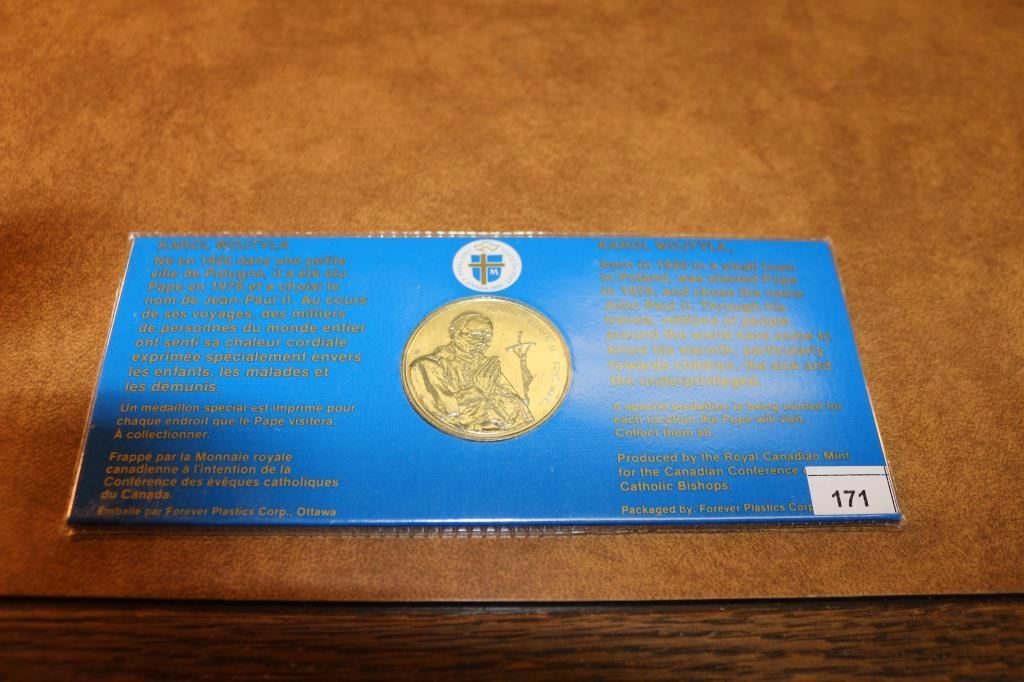 KAROL WOJTYLA
Né en 1920 dans une petite
ville de Pologne, il a été élu
Pape en 1978 et a choisi le
nom de Jean-Paul II. Au cours
de ses voyages, des milliers
de personnes du monde entier
ont senti sa chaleur cordiale
exprimée spécialement envers
les enfants, les malades et
les démunis.
Un médaillon spécial est imprimé pour
chaque endroit que le Pape visitera.
À collectionner.
Frappé par la Monnaie royale
canadienne à l'intention de la
Conférence des évêques catholiques
du Canada.
Emballé par Forever Plastics Corp., Ottawa
M
CANADA 1984
KAROL WOJTYLA,
born in 1920 in a small town
in Poland, was elected Pope
in 1978, and chose the name
John Paul II. Through his
travels, millions of people
around the world have come to
know his warmth, particularly
towards children, the sick and
the underprivileged.
A special medallion is being minted for
each location the Pope will visit.
Collect them all.
Produced by the Royal Canadian Mint
for the Canadian Conference
Catholic Bishops.
Packaged by. Forever Plastics Corp
171